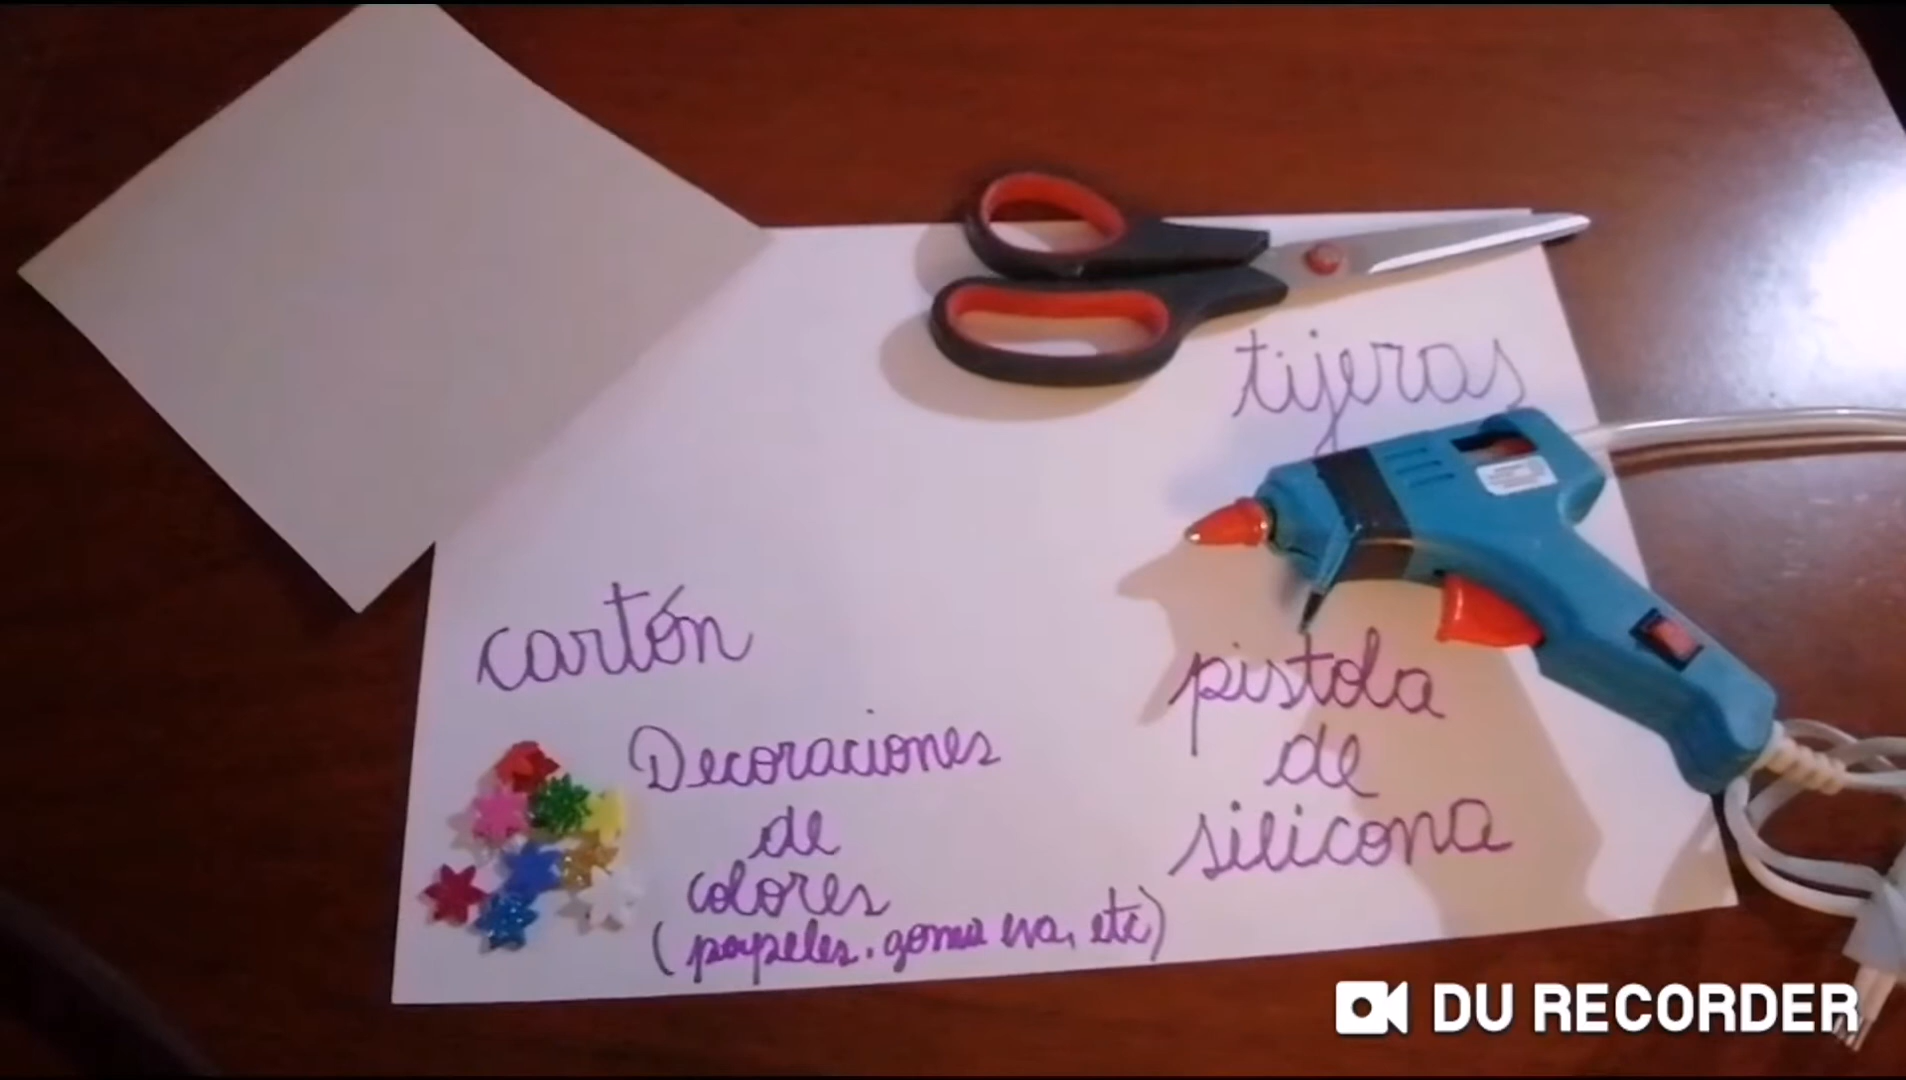 tijeras
cartón
pistola
de
silicona
Decoraciones
de
colores
(papeles, goma eva, etc)
DU RECORDER